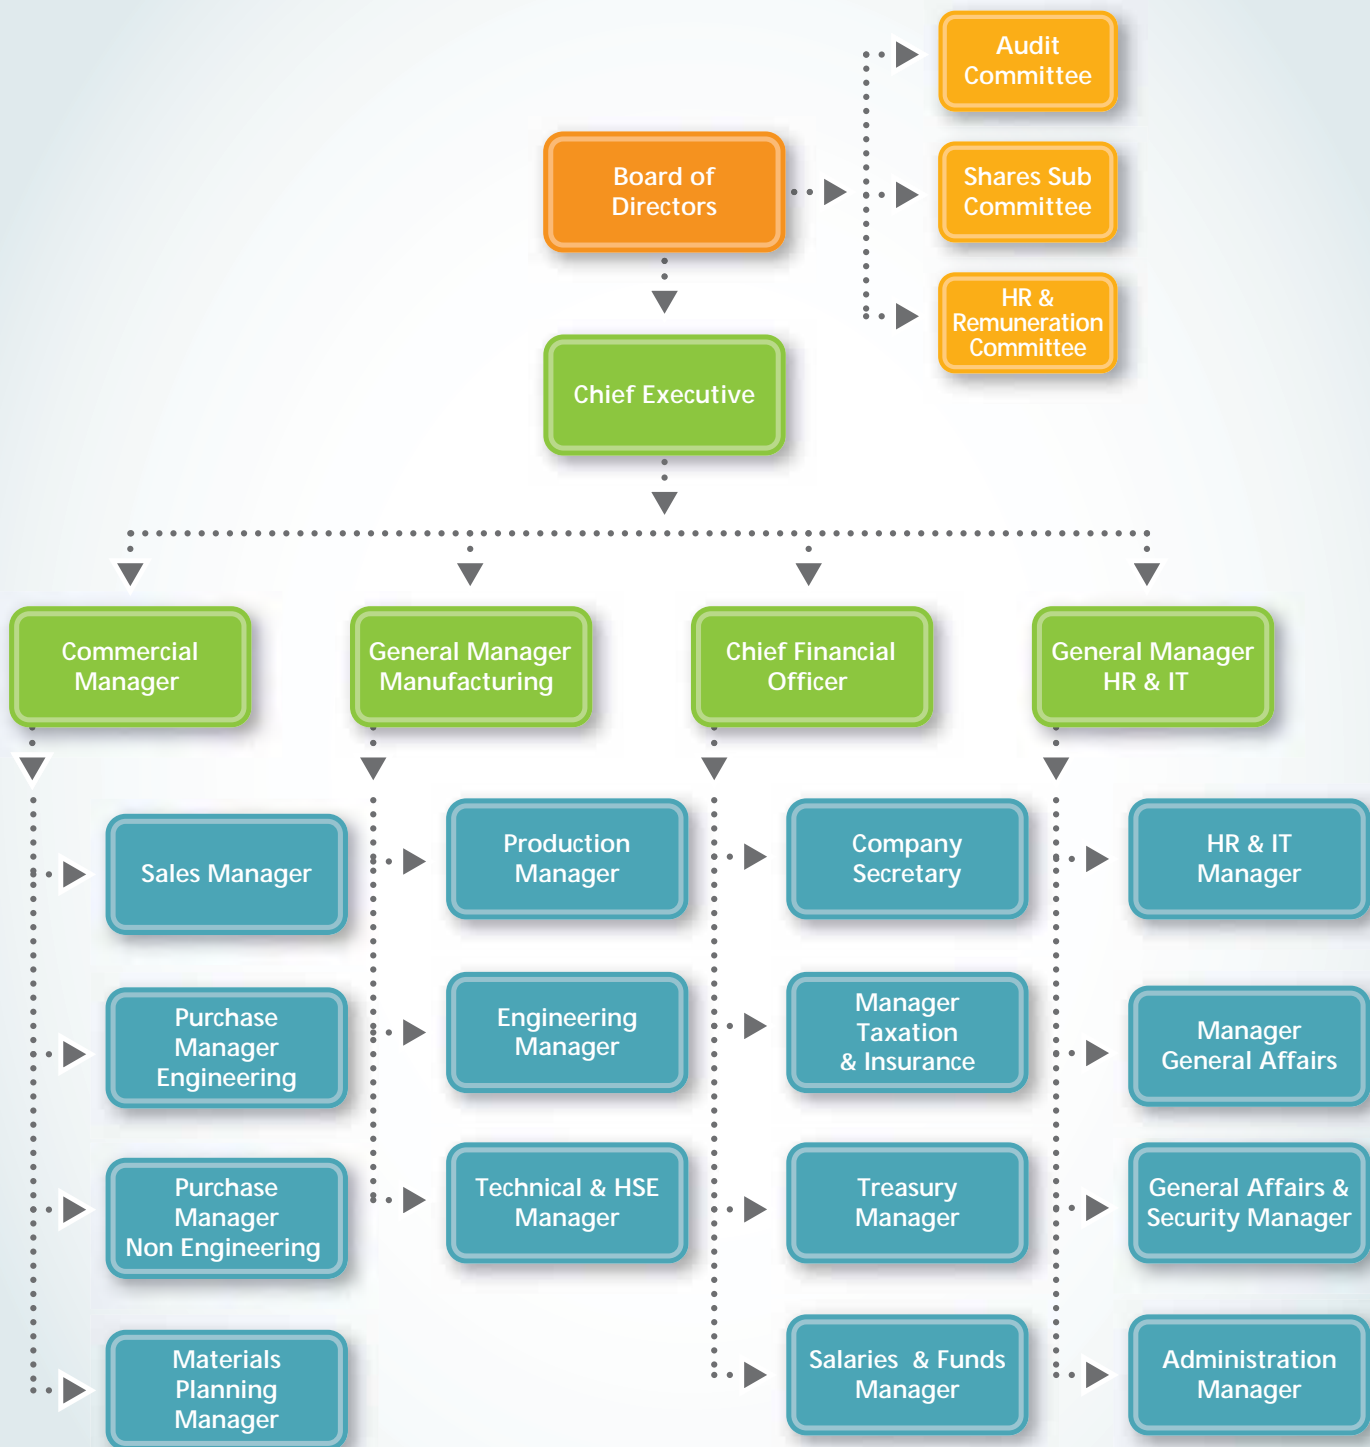 Audit
Committee
Board of
Directors
Shares Sub
Committee
HR &
Remuneration
Committee
Chief Executive
Commercial
Manager
General Manager
Manufacturing
Chief Financial
Officer
General Manager
HR & IT
Sales Manager
Purchase
Manager
Engineering
Purchase
Manager
Non Engineering
Materials
Planning
Manager
Production
Manager
Engineering
Manager
Technical & HSE
Manager
Company
Secretary
Manager
Taxation
& Insurance
Treasury
Manager
Salaries & Funds
Manager
HR & IT
Manager
Manager
General Affairs
General Affairs &
Security Manager
Administration
Manager